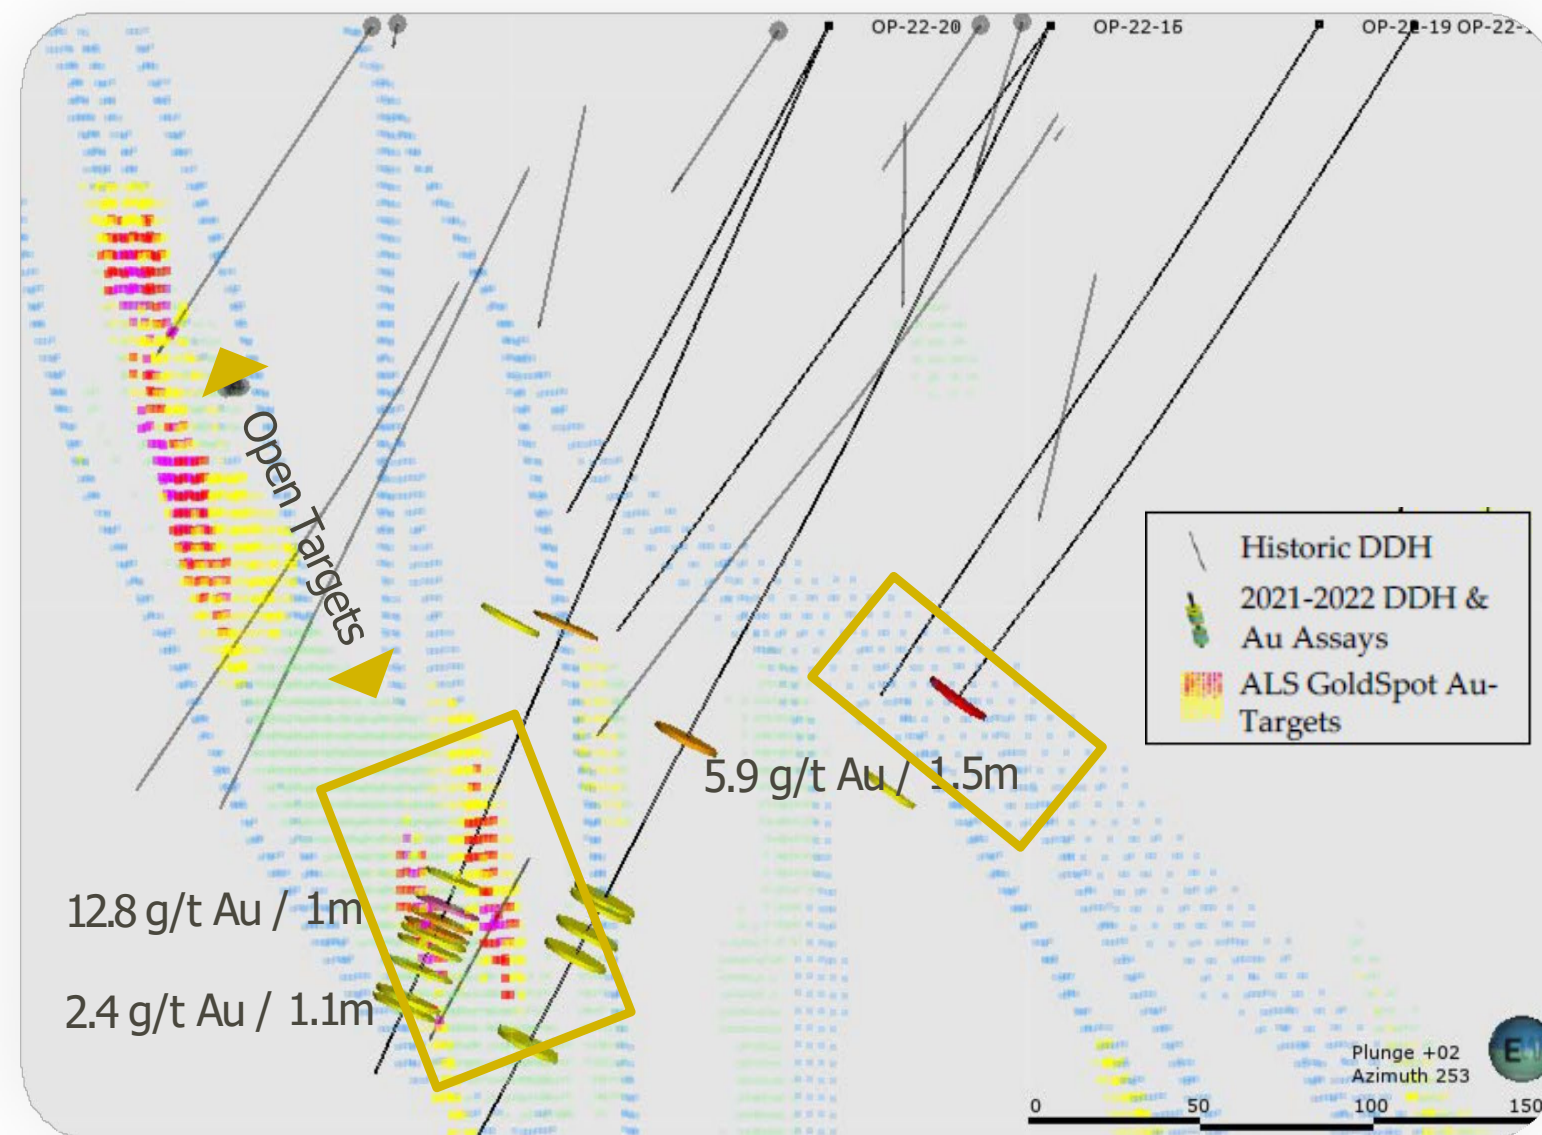 OP-22-20
OP-22-15
OP-22-19 OP-22-
Open Targets
Historic DDH
2021-2022 DDH &
Au Assays
ALS GoldSpot Au-
Targets
5.9 g/t Au / 1.5m
12.8 g/t Au / 1m
2.4 g/t Au / 1.1m
Plunge +02
Azimuth 253
E
0 50 100 150